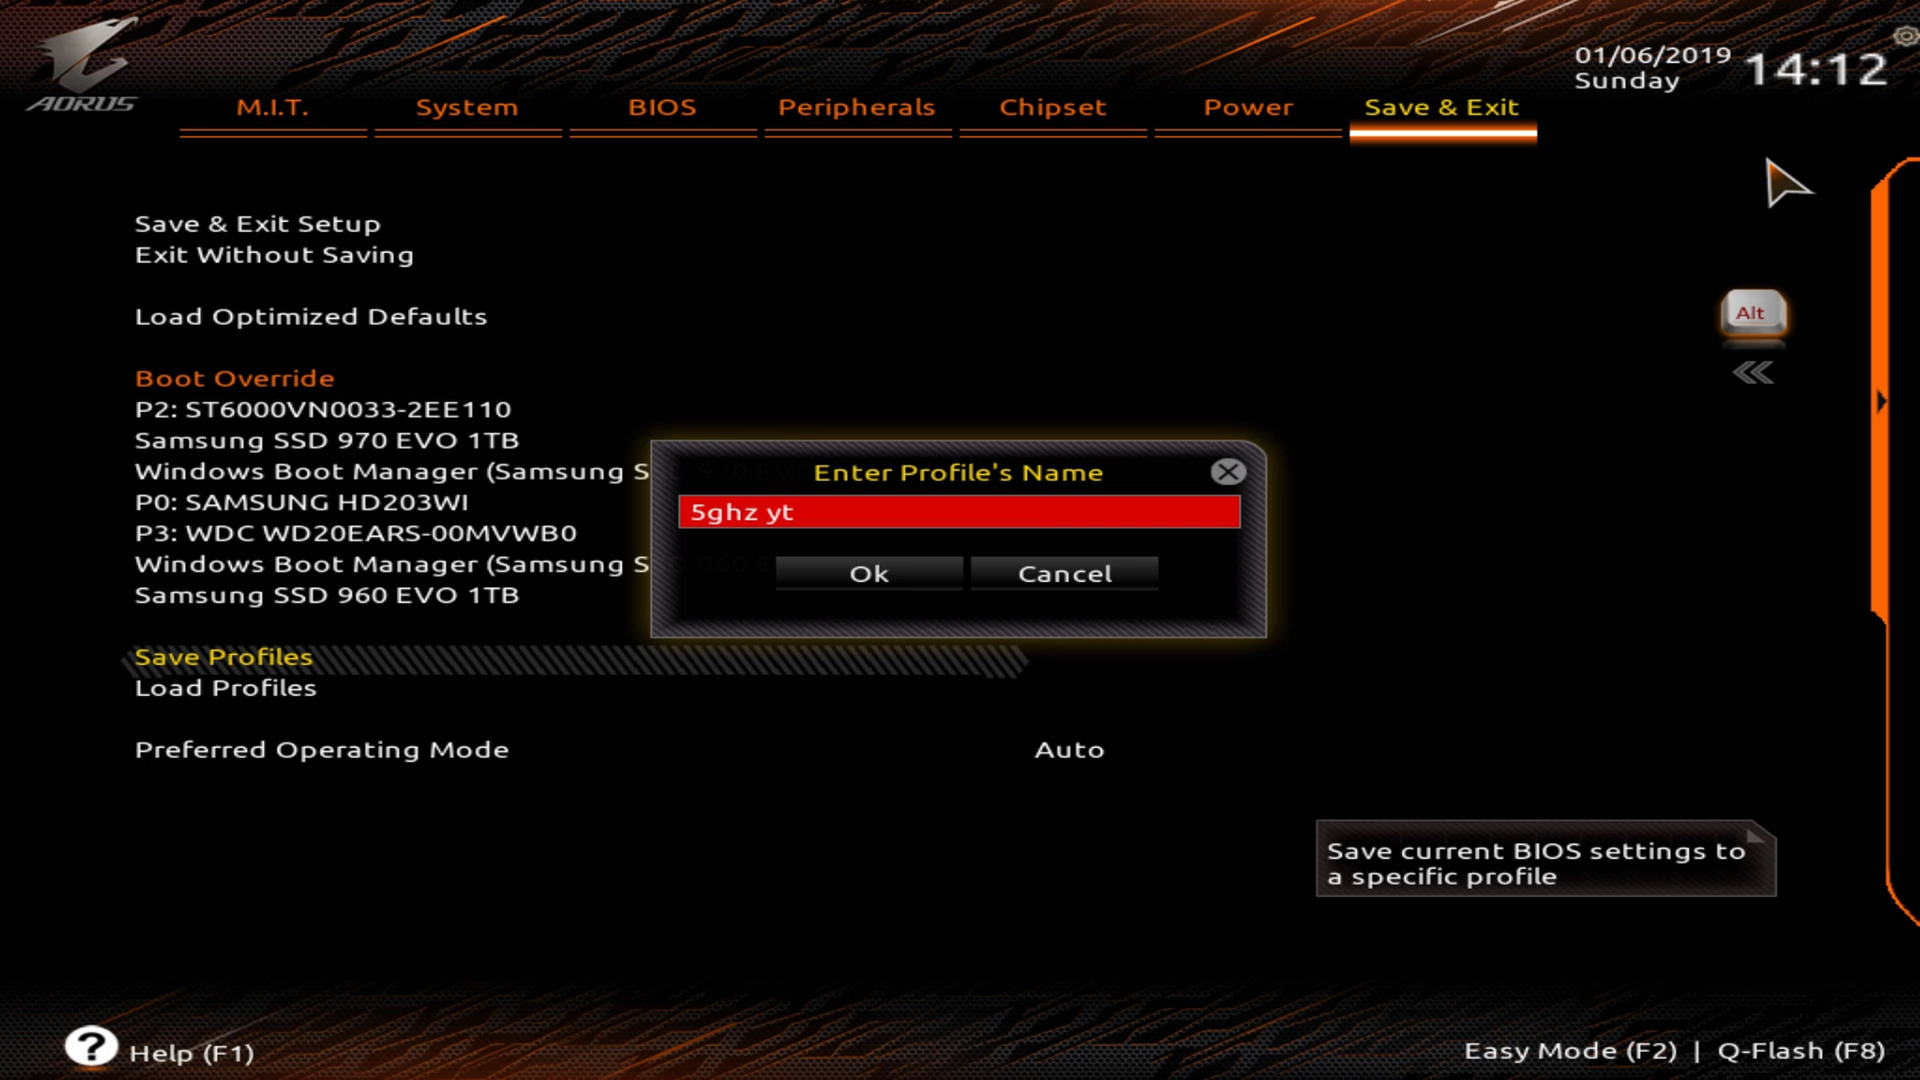 AORUS
01/06/2019
Sunday
14:12
M.I.T.
System
BIOS
Peripherals
Chipset
Power
Save & Exit
Save & Exit Setup
Exit Without Saving
Load Optimized Defaults
Alt
Boot Override
P2: ST6000VN0033-2EE110
Samsung SSD 970 EVO 1TB
Windows Boot Manager (Samsung S
P0: SAMSUNG HD203WI
P3: WDC WD20EARS-00MVWB0
Windows Boot Manager (Samsung S
Samsung SSD 960 EVO 1TB
Enter Profile's Name
5ghz yt
Ok
Cancel
Save Profiles
Load Profiles
Preferred Operating Mode
Auto
Save current BIOS settings to
a specific profile
Help (F1)
Easy Mode (F2) | Q-Flash (F8)